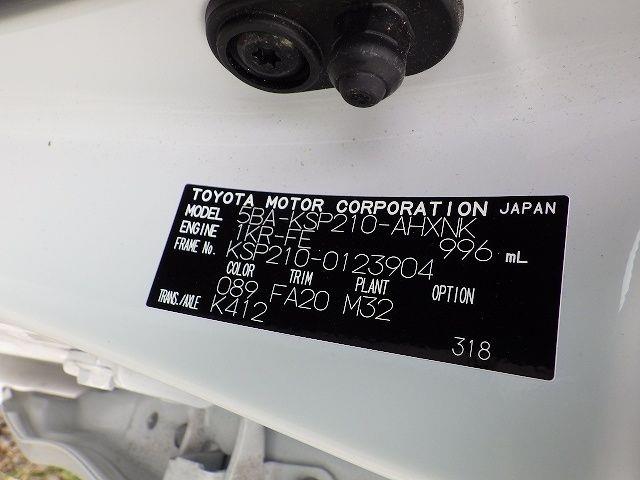 TOYOTA MOTOR CORPORATION JAPAN
MODEL 5BA-KSP210-AHXNK
ENGINE 1KR-FE 996 mL
FRAME No. KSP210-0123904
COLOR TRIM PLANT OPTION
089 FA20 M32
TRANS./AXLE K412
318